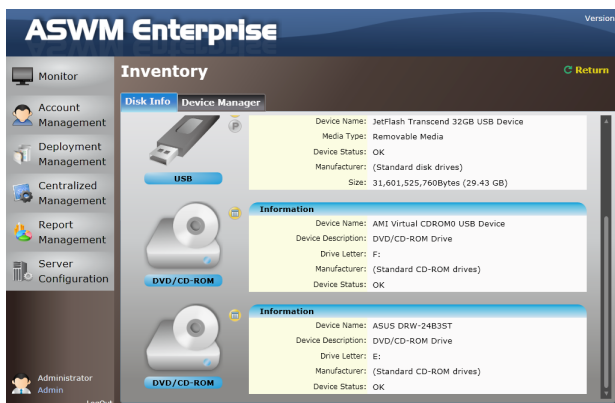 ASWM Enterprise
Version
Monitor
Account
Management
Deployment
Management
Centralized
Management
Report
Management
Server
Configuration
Administrator
Admin
LogOut
Inventory
Return
Disk Info
Device Manager
P
USB
Device Name: JetFlash Transcend 32GB USB Device
Media Type: Removable Media
Device Status: OK
Manufacturer: (Standard disk drives)
Size: 31,601,525,760Bytes (29.43 GB)
DVD/CD-ROM
Information
Device Name: AMI Virtual CDROM0 USB Device
Device Description: DVD/CD-ROM Drive
Drive Letter: F:
Manufacturer: (Standard CD-ROM drives)
Device Status: OK
DVD/CD-ROM
Information
Device Name: ASUS DRW-24B3ST
Device Description: DVD/CD-ROM Drive
Drive Letter: E:
Manufacturer: (Standard CD-ROM drives)
Device Status: OK